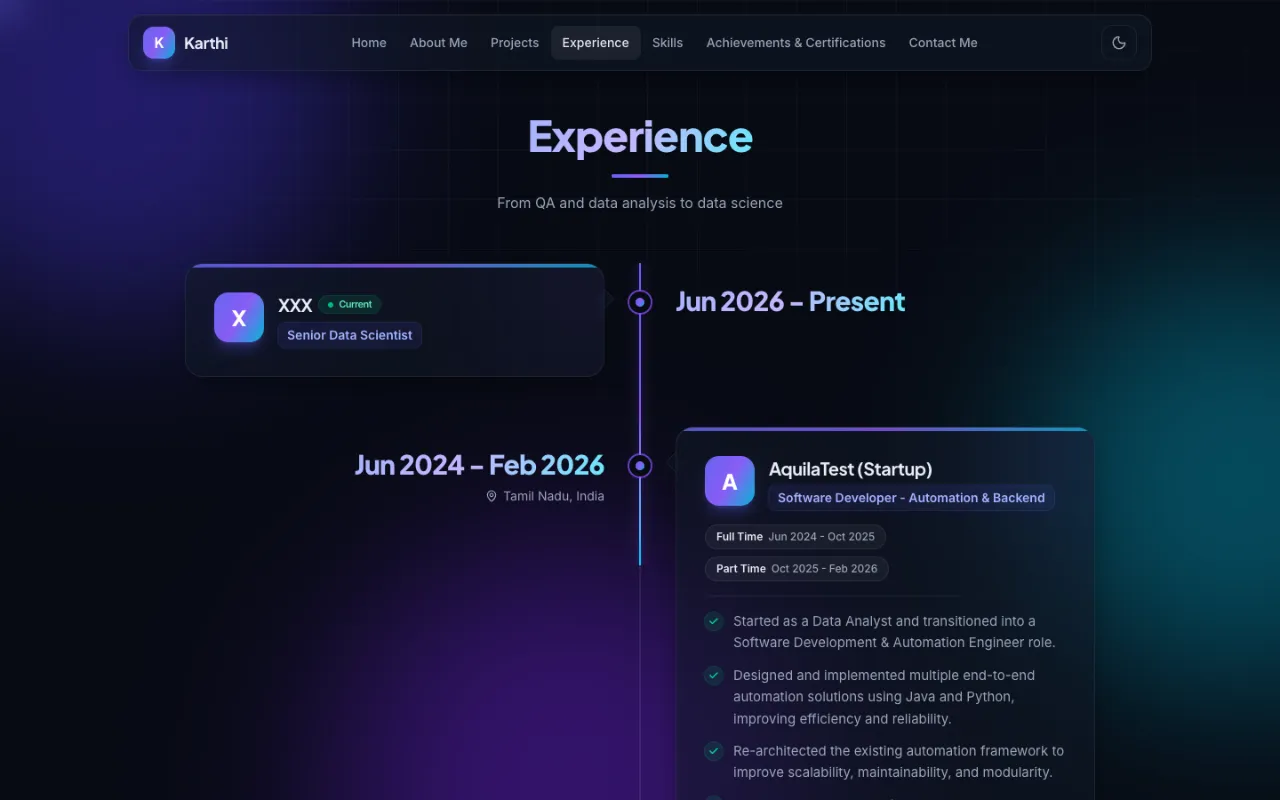 K Karthi Home About Me Projects Experience Skills Achievements & Certifications Contact Me
Experience
From QA and data analysis to data science
X
XXX Current
Senior Data Scientist
Jun 2026 – Present
Jun 2024 – Feb 2026
Tamil Nadu, India
A
AquilaTest (Startup)
Software Developer - Automation & Backend
Full Time Jun 2024 - Oct 2025
Part Time Oct 2025 - Feb 2026
Started as a Data Analyst and transitioned into a
Software Development & Automation Engineer role.
Designed and implemented multiple end-to-end
automation solutions using Java and Python,
improving efficiency and reliability.
Re-architected the existing automation framework to
improve scalability, maintainability, and modularity.